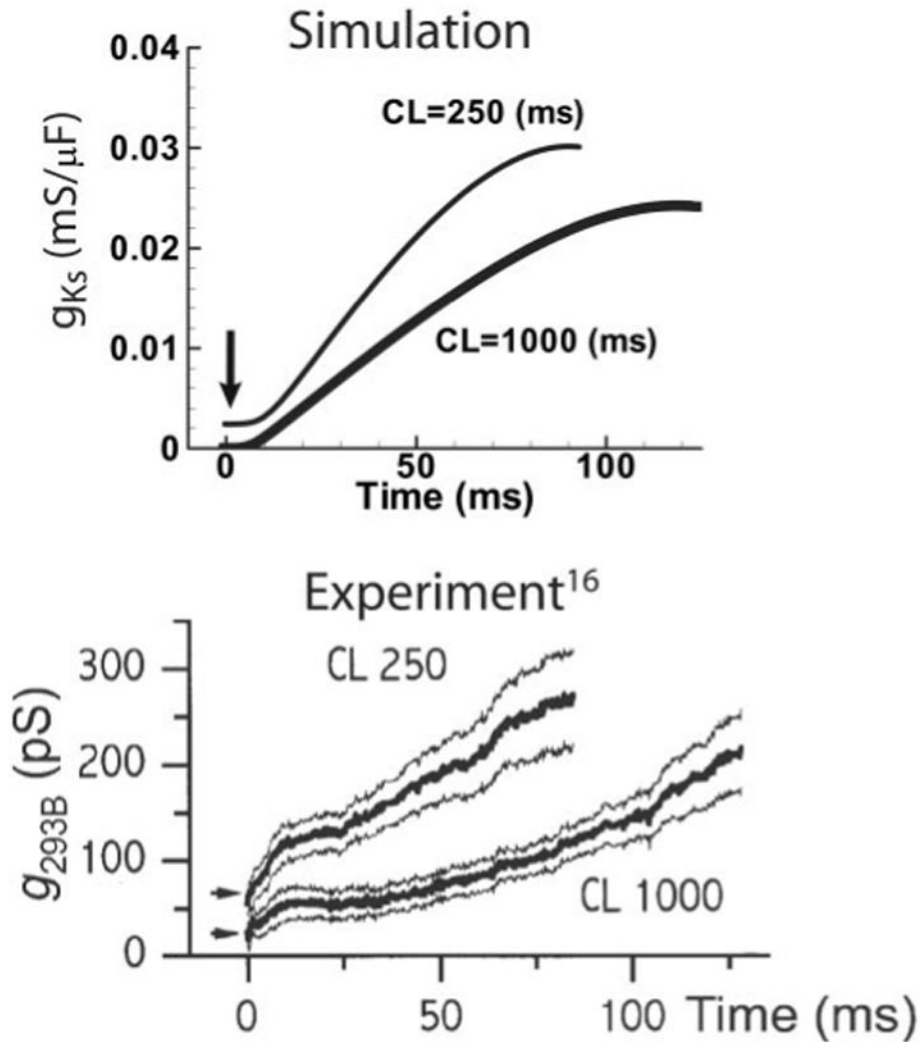 Simulation
0.04
CL=250 (ms)
0.03
gKs (mS/μF)
0.02
CL=1000 (ms)
0.01
0
0 50 100
Time (ms)
Experiment16
CL 250
300
g293B (pS)
200
100
CL 1000
0
0 50 100 Time (ms)